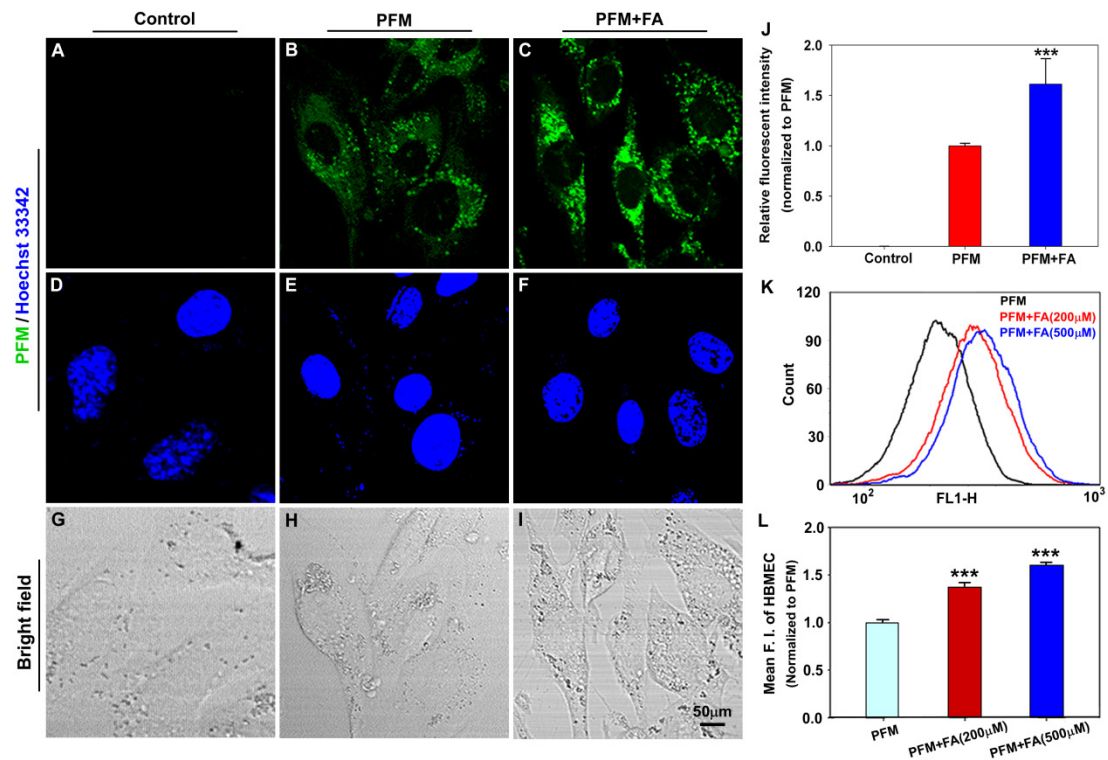 Control
PFM
PFM+FA
PFM / Hoechst 33342
Bright field
A
B
C
D
E
F
G
H
I
50μm
J
Relative fluorescent intensity
(normalized to PFM)
2.0
1.5
1.0
0.5
0.0
***
Control
PFM
PFM+FA
K
Count
120
90
60
30
0
PFM
PFM+FA(200μM)
PFM+FA(500μM)
10²
FL1-H
10³
L
Mean F. I. of HBMEC
(Normalized to PFM)
2.0
1.5
1.0
0.5
0.0
***
***
PFM
PFM+FA(200μM)
PFM+FA(500μM)